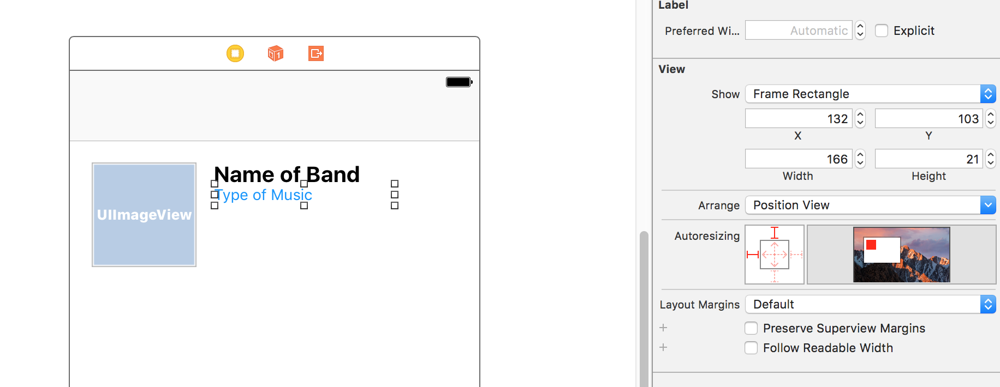 Label
Preferred Wi... Automatic Explicit
View
Show Frame Rectangle
132 103
X Y
166 21
Width Height
Arrange Position View
Autoresizing
Layout Margins Default
Preserve Superview Margins
Follow Readable Width
1
Name of Band
Type of Music
UIImageView